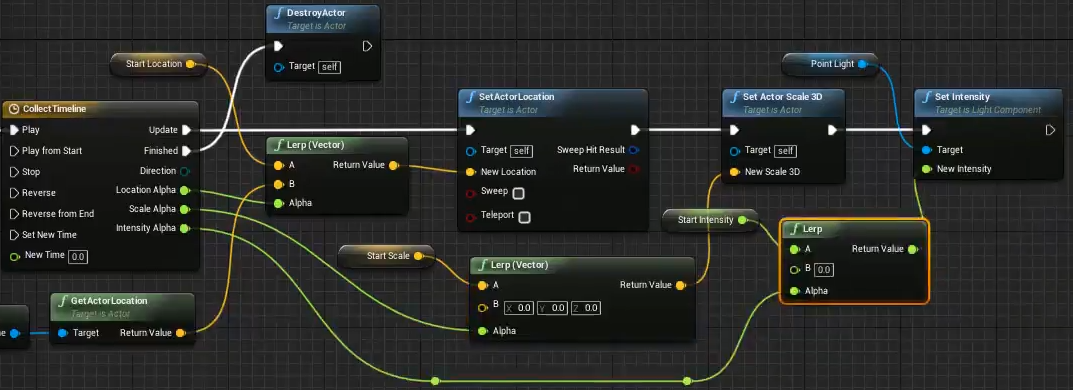 DestroyActor
Target is Actor
Target self
Start Location
CollectTimeline
Play Update
Play from Start Finished
Stop Direction
Reverse Location Alpha
Reverse from End Scale Alpha
Set New Time Intensity Alpha
New Time 0.0
Lerp (Vector)
A Return Value
B
Alpha
SetActorLocation
Target is Actor
Target self Sweep Hit Result
New Location Return Value
Sweep
Teleport
Set Actor Scale 3D
Target is Actor
Target self
New Scale 3D
Point Light
Set Intensity
Target is Light Component
Target
New Intensity
Start Intensity
Lerp
A Return Value
B 0.0
Alpha
Start Scale
Lerp (Vector)
A Return Value
B X 0.0 Y 0.0 Z 0.0
Alpha
GetActorLocation
Target is Actor
Target Return Value